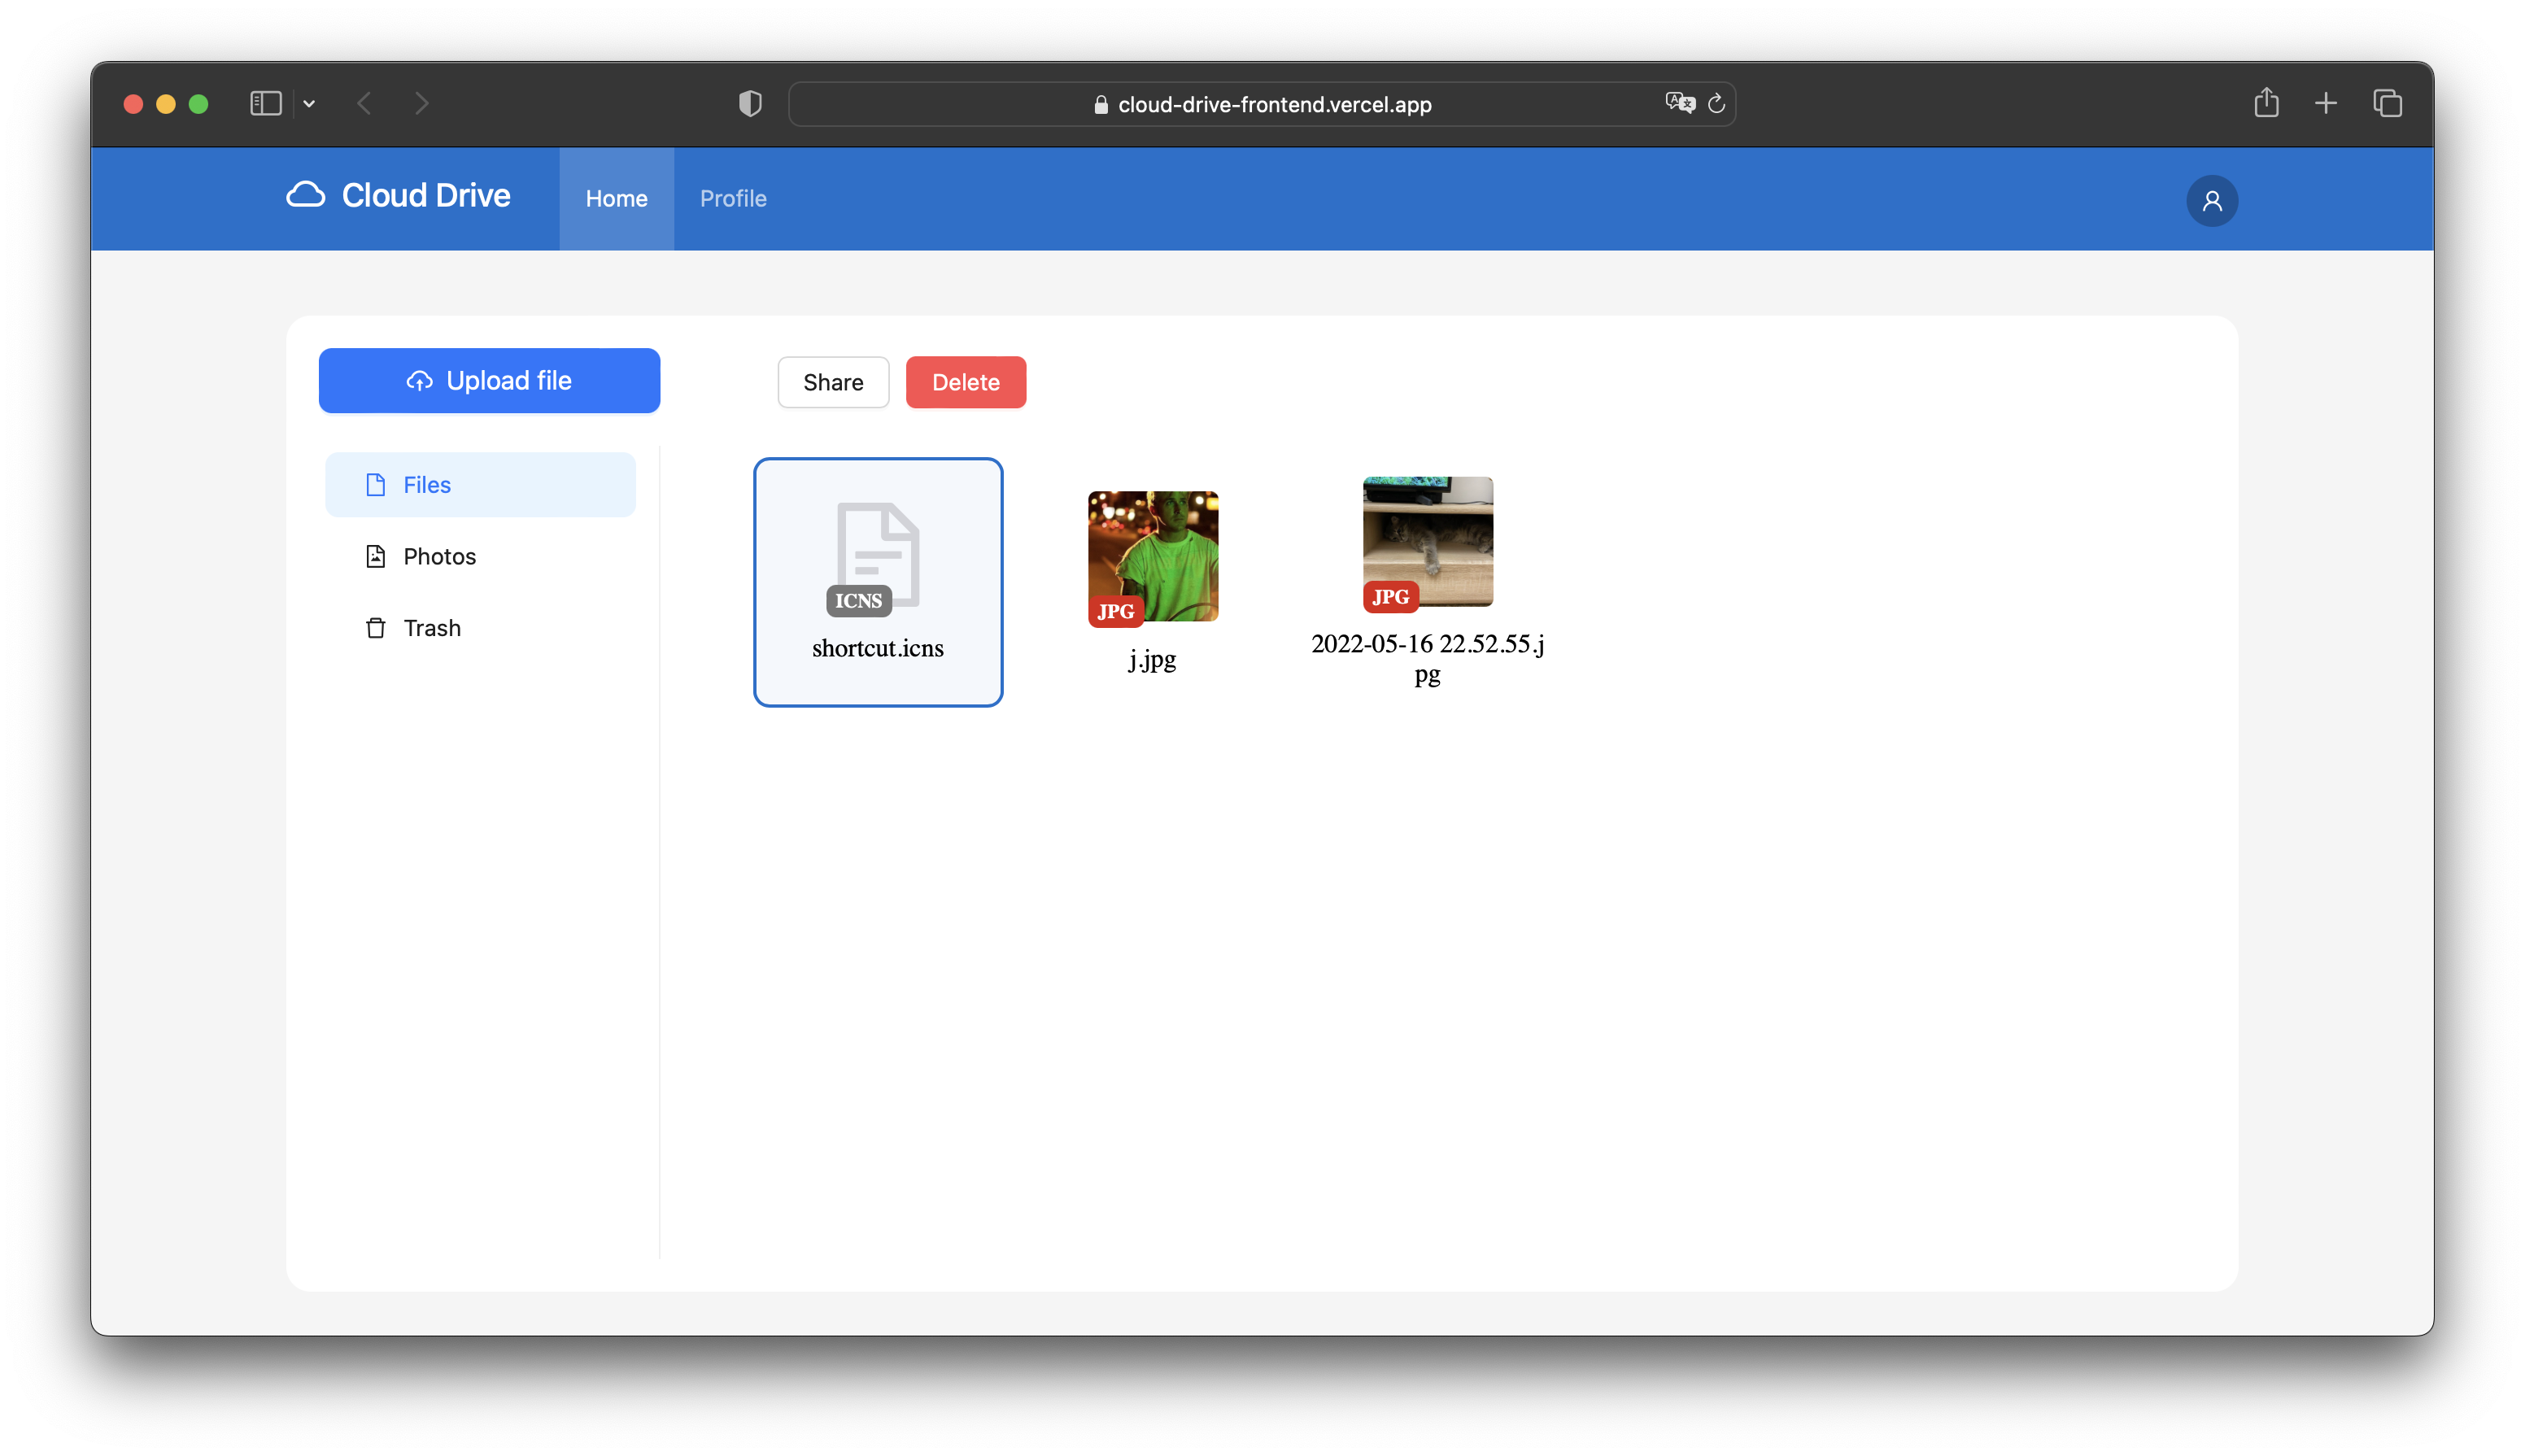 cloud-drive-frontend.vercel.app
Cloud Drive
Home
Profile
Upload file
Share
Delete
Files
Photos
Trash
ICNS
shortcut.icns
JPG
j.jpg
JPG
2022-05-16 22.52.55.j
pg